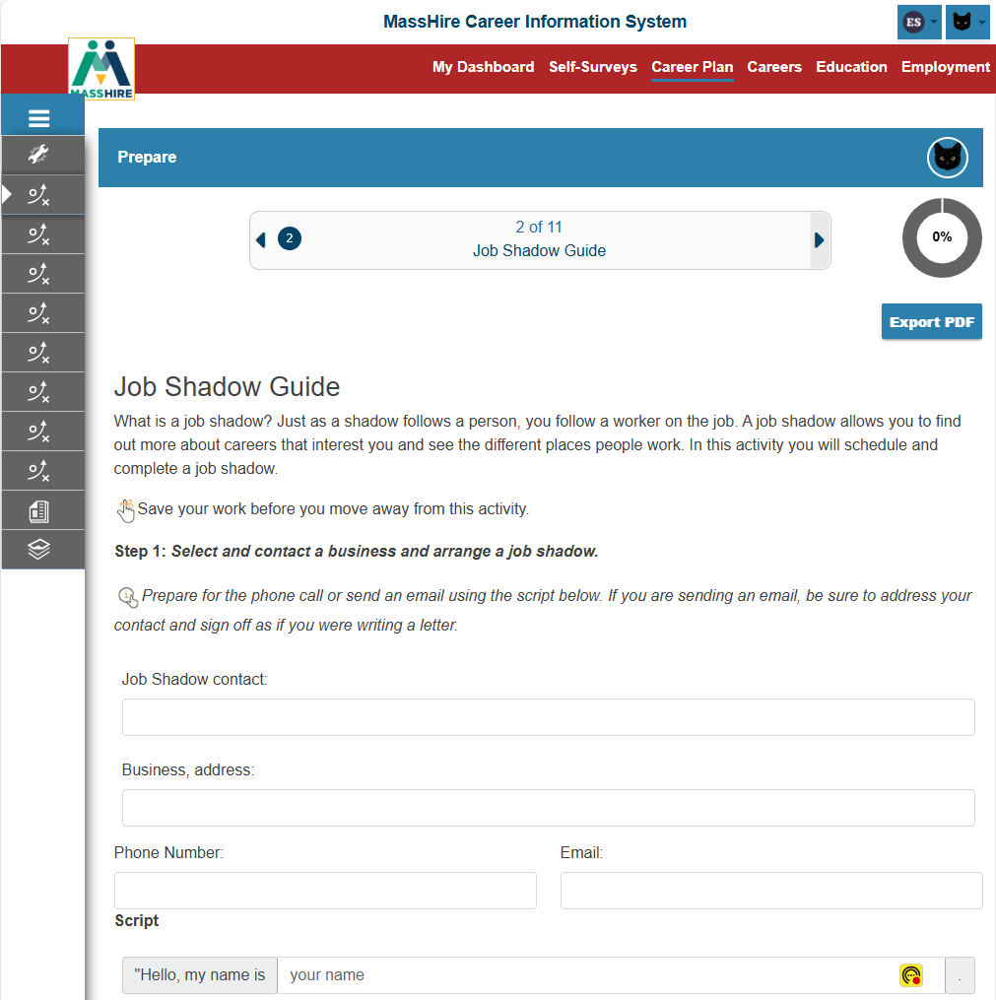 MassHire Career Information System
ES
MASSHIRE
My Dashboard Self-Surveys Career Plan Careers Education Employment
Prepare
2
2 of 11
Job Shadow Guide
0%
Export PDF
Job Shadow Guide
What is a job shadow? Just as a shadow follows a person, you follow a worker on the job. A job shadow allows you to find
out more about careers that interest you and see the different places people work. In this activity you will schedule and
complete a job shadow.
Save your work before you move away from this activity.
Step 1: Select and contact a business and arrange a job shadow.
Prepare for the phone call or send an email using the script below. If you are sending an email, be sure to address your
contact and sign off as if you were writing a letter.
Job Shadow contact:
Business, address:
Phone Number: Email:
Script
"Hello, my name is your name .